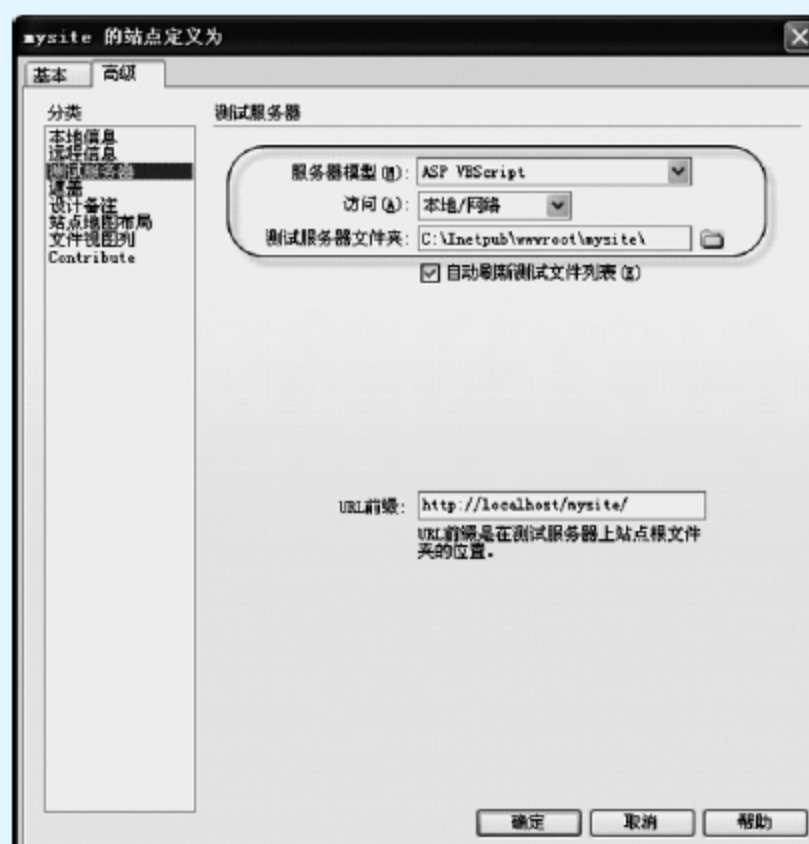 mysite 的站点定义为
基本 高级
分类
本地信息
远程信息
测试服务器
遮盖
设计备注
站点地图布局
文件视图列
Contribute
测试服务器
服务器模型(M): ASP VBScript
访问(A): 本地/网络
测试服务器文件夹: C:\Inetpub\wwwroot\mysite\
自动刷新测试文件列表(E)
URL前缀: http://localhost/mysite/
URL前缀是在测试服务器上站点根文件
夹的位置。
确定 取消 帮助